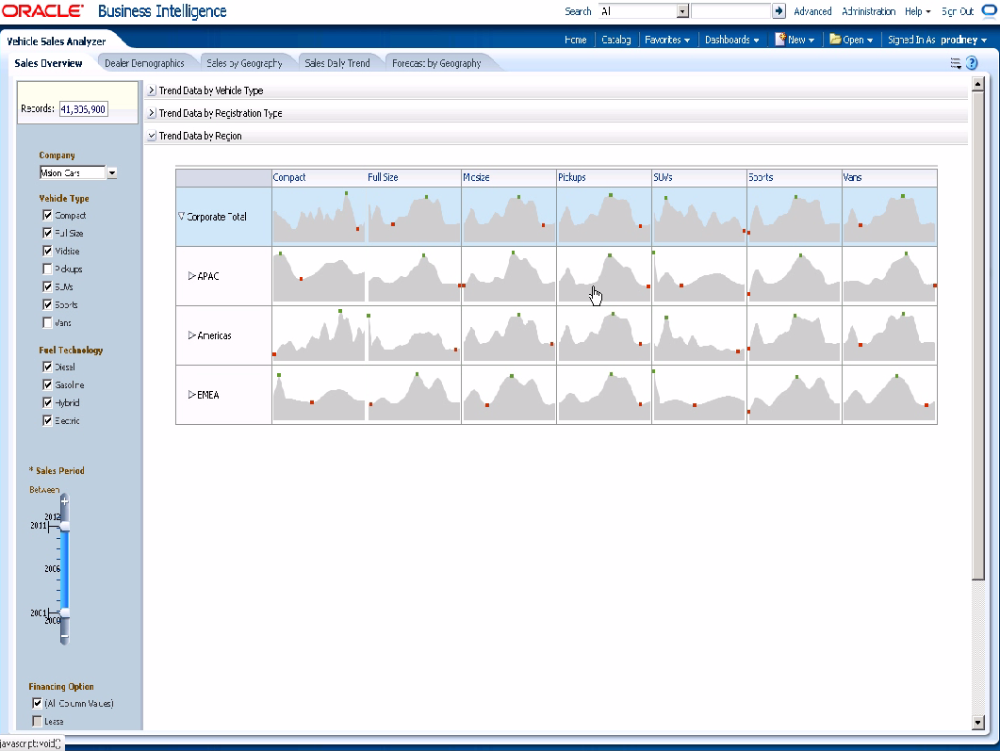 ORACLE Business Intelligence
Search All Advanced Administration Help Sign Out
Vehicle Sales Analyzer
Home Catalog Favorites Dashboards New Open Signed In As prodney
Sales Overview Dealer Demographics Sales by Geography Sales Daily Trend Forecast by Geography
Records: 41,806,900
Trend Data by Vehicle Type
Trend Data by Registration Type
Trend Data by Region
Company
Vision Cars
Vehicle Type
Compact
Full Size
Midsize
Pickups
SUVs
Sports
Vans
Fuel Technology
Diesel
Gasoline
Hybrid
Electric
* Sales Period
Between
2012
2011
2006
2001
2000
Financing Option
(All Column Values)
Lease
Compact Full Size Midsize Pickups SUVs Sports Vans
Corporate Total
APAC
Americas
EMEA
javascript:void()